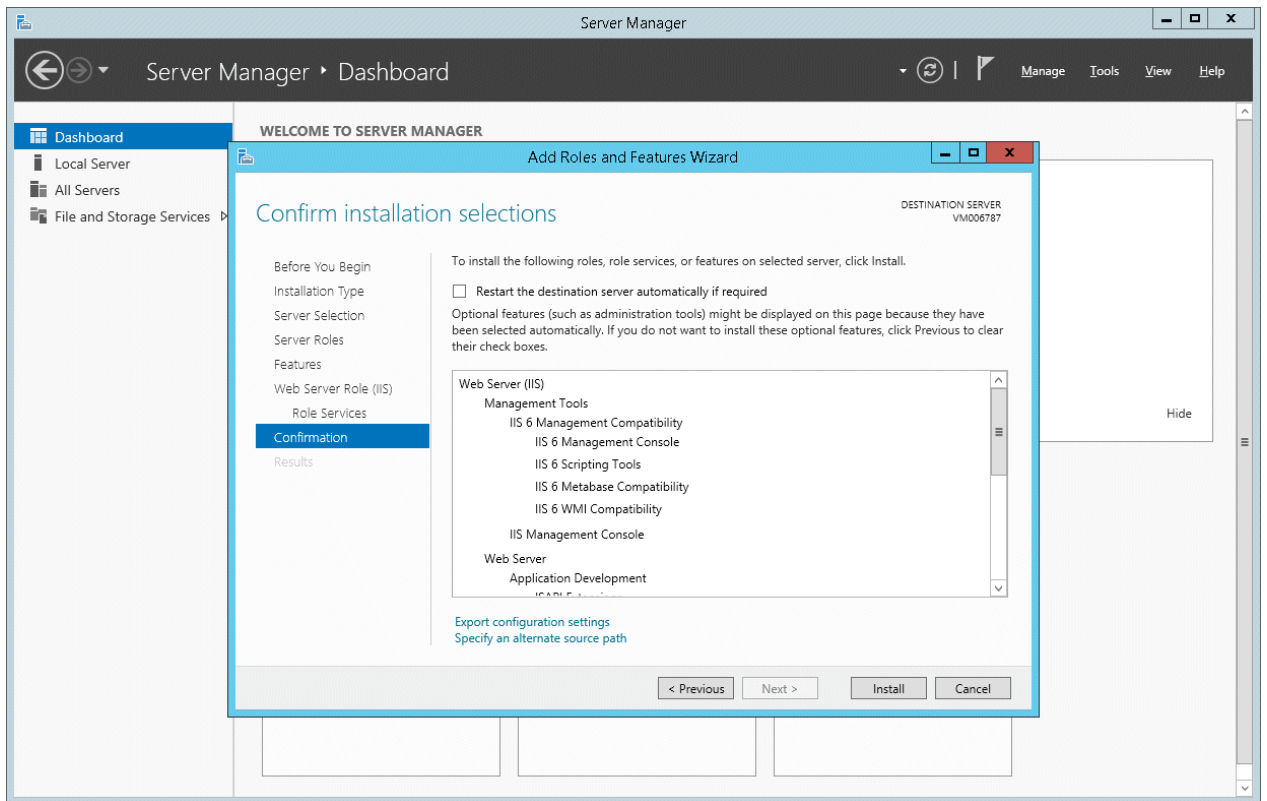 Server Manager
Server Manager ‣ Dashboard
Manage Tools View Help
Dashboard
Local Server
All Servers
File and Storage Services
WELCOME TO SERVER MANAGER
Hide
Add Roles and Features Wizard
Confirm installation selections
DESTINATION SERVER
VM006787
Before You Begin
Installation Type
Server Selection
Server Roles
Features
Web Server Role (IIS)
Role Services
Confirmation
Results
To install the following roles, role services, or features on selected server, click Install.
Restart the destination server automatically if required
Optional features (such as administration tools) might be displayed on this page because they have
been selected automatically. If you do not want to install these optional features, click Previous to clear
their check boxes.
Web Server (IIS)
Management Tools
IIS 6 Management Compatibility
IIS 6 Management Console
IIS 6 Scripting Tools
IIS 6 Metabase Compatibility
IIS 6 WMI Compatibility
IIS Management Console
Web Server
Application Development
Export configuration settings
Specify an alternate source path
< Previous Next > Install Cancel